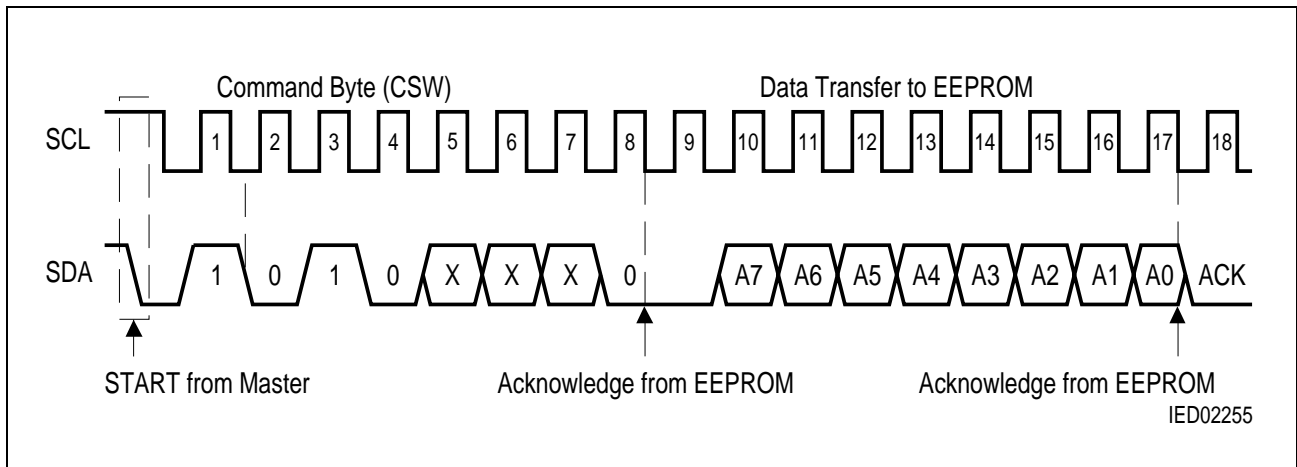 Command Byte (CSW) Data Transfer to EEPROM
SCL 1 2 3 4 5 6 7 8 9 10 11 12 13 14 15 16 17 18
SDA 1 0 1 0 X X X 0 A7 A6 A5 A4 A3 A2 A1 A0 ACK
START from Master Acknowledge from EEPROM Acknowledge from EEPROM
IED02255